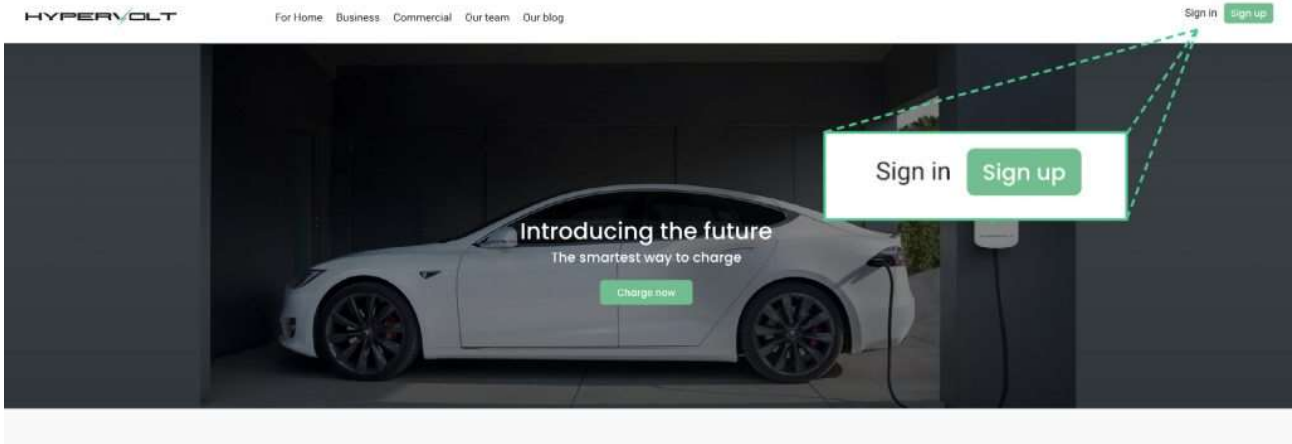 HYPERVOLT
For Home Business Commercial Our team Our blog
Sign in Sign up
Sign in Sign up
Introducing the future
The smartest way to charge
Charge now